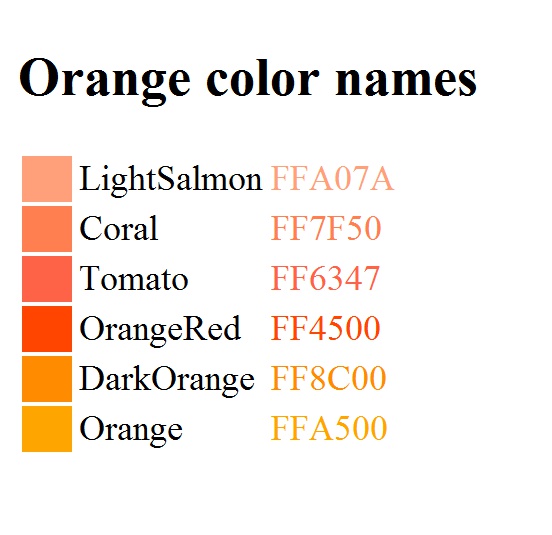 Orange color names
LightSalmon FFA07A
Coral FF7F50
Tomato FF6347
OrangeRed FF4500
DarkOrange FF8C00
Orange FFA500